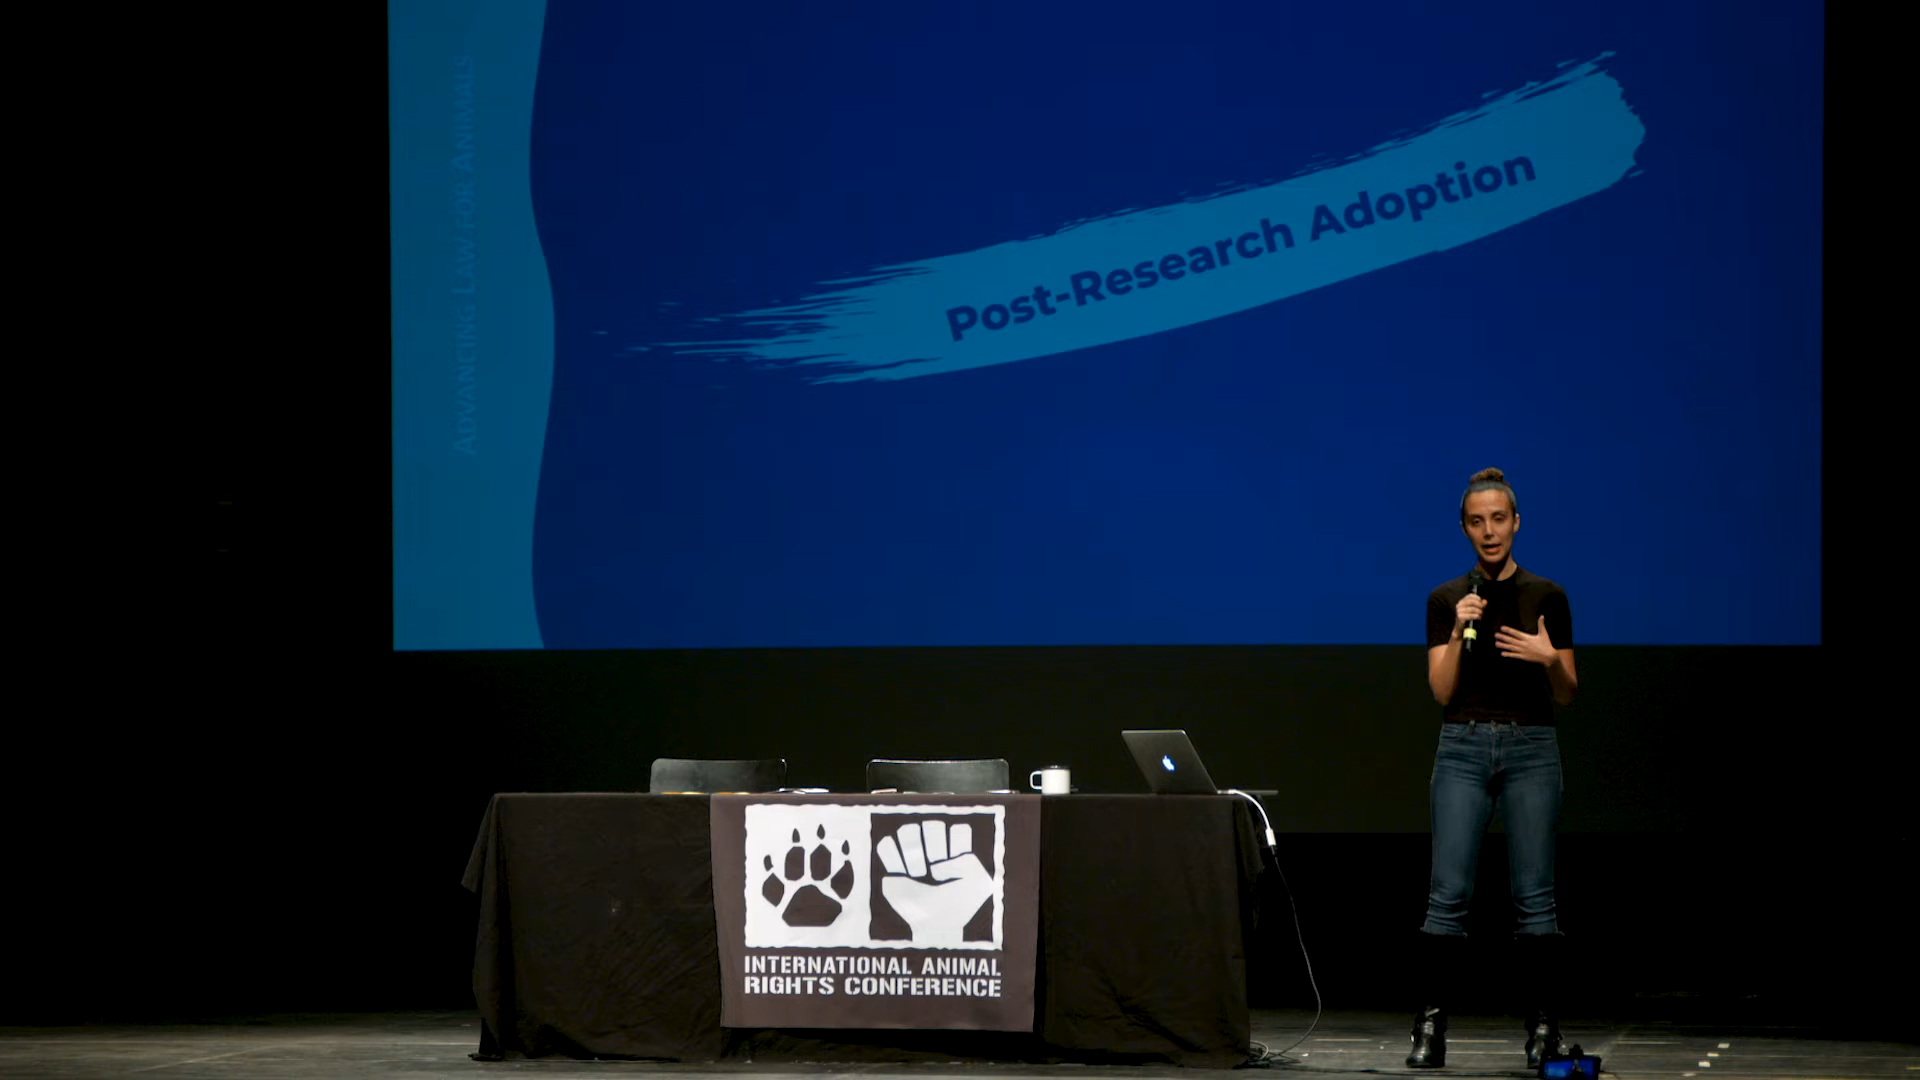 ADVANCING LAW FOR ANIMALS
Post-Research Adoption
INTERNATIONAL ANIMAL
RIGHTS CONFERENCE